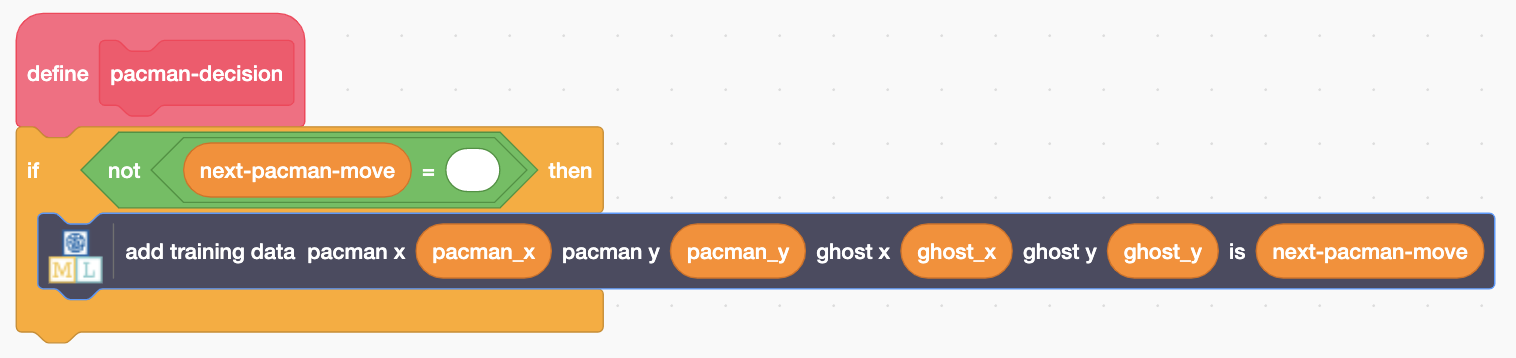 define pacman-decision
if not next-pacman-move = then
ML add training data pacman x pacman_x pacman y pacman_y ghost x ghost_x ghost y ghost_y is next-pacman-move